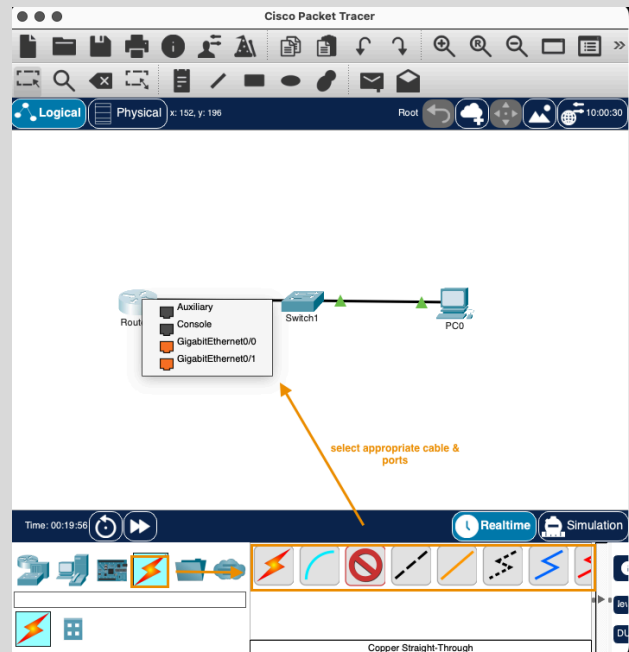 Cisco Packet Tracer
Logical
Physical
x: 152, y: 196
Root
10:00:30
Auxiliary
Console
GigabitEthernet0/0
GigabitEthernet0/1
Switch1
PC0
select appropriate cable &
ports
Time: 00:19:56
Realtime
Simulation
Copper Straight-Through